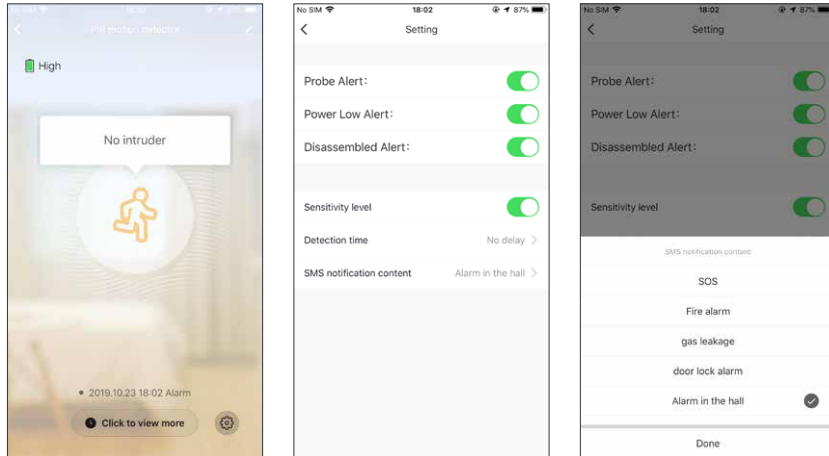 PIR motion detector
High
No intruder
2019.10.23 18:02 Alarm
Click to view more
No SIM 18:02 87%
Setting
Probe Alert:
Power Low Alert:
Disassembled Alert:
Sensitivity level
Detection time No delay >
SMS notification content Alarm in the hall >
No SIM 18:02 87%
Setting
Probe Alert:
Power Low Alert:
Disassembled Alert:
Sensitivity level
SMS notification content
SOS
Fire alarm
gas leakage
door lock alarm
Alarm in the hall
Done